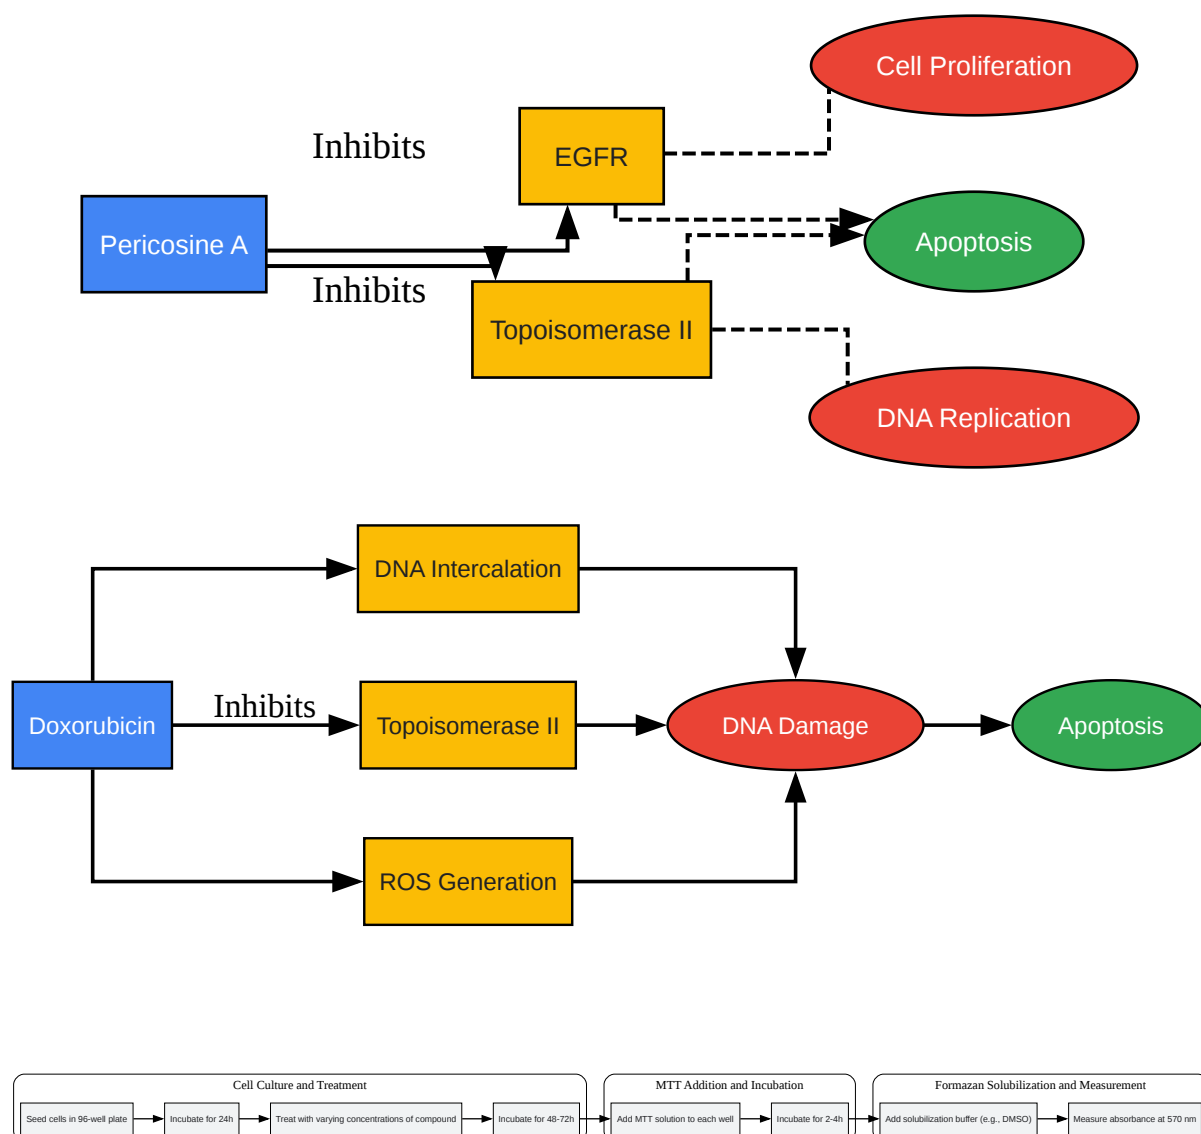 Cell Proliferation
Inhibits
EGFR
Pericosine A
Apoptosis
Inhibits
Topoisomerase II
DNA Replication
DNA Intercalation
Doxorubicin
Inhibits
Topoisomerase II
DNA Damage
Apoptosis
ROS Generation
Cell Culture and Treatment
Seed cells in 96-well plate
Incubate for 24h
Treat with varying concentrations of compound
Incubate for 48-72h
MTT Addition and Incubation
Add MTT solution to each well
Incubate for 2-4h
Formazan Solubilization and Measurement
Add solubilization buffer (e.g., DMSO)
Measure absorbance at 570 nm